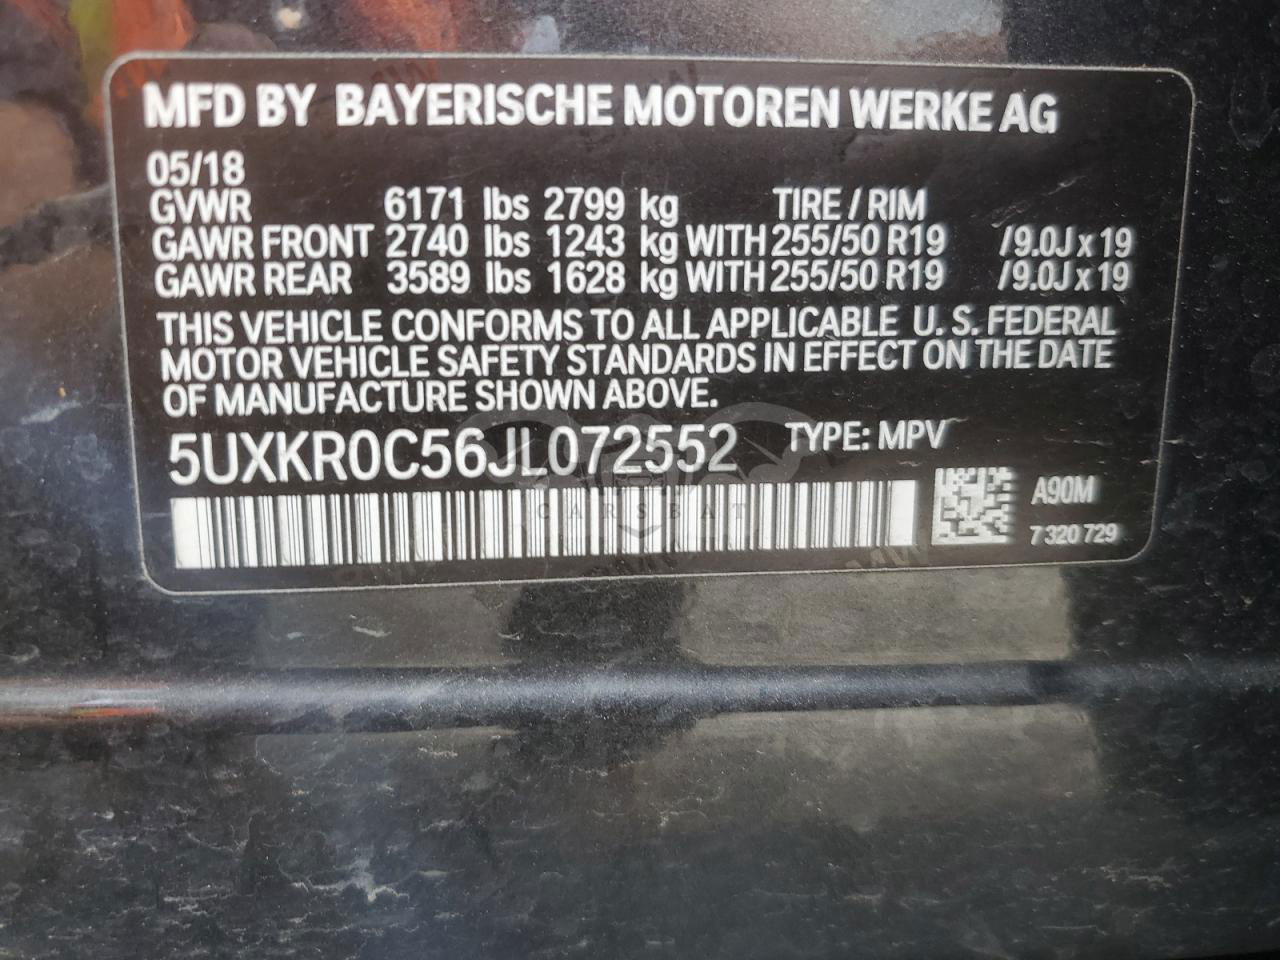 MFD BY BAYERISCHE MOTOREN WERKE AG
05/18
GVWR 6171 lbs 2799 kg TIRE / RIM
GAWR FRONT 2740 lbs 1243 kg WITH 255/50 R19 /9.0J x 19
GAWR REAR 3589 lbs 1628 kg WITH 255/50 R19 /9.0J x 19
THIS VEHICLE CONFORMS TO ALL APPLICABLE U. S. FEDERAL
MOTOR VEHICLE SAFETY STANDARDS IN EFFECT ON THE DATE
OF MANUFACTURE SHOWN ABOVE.
5UXKR0C56JL072552 TYPE: MPV
CARSBAT
A90M
7 320 729